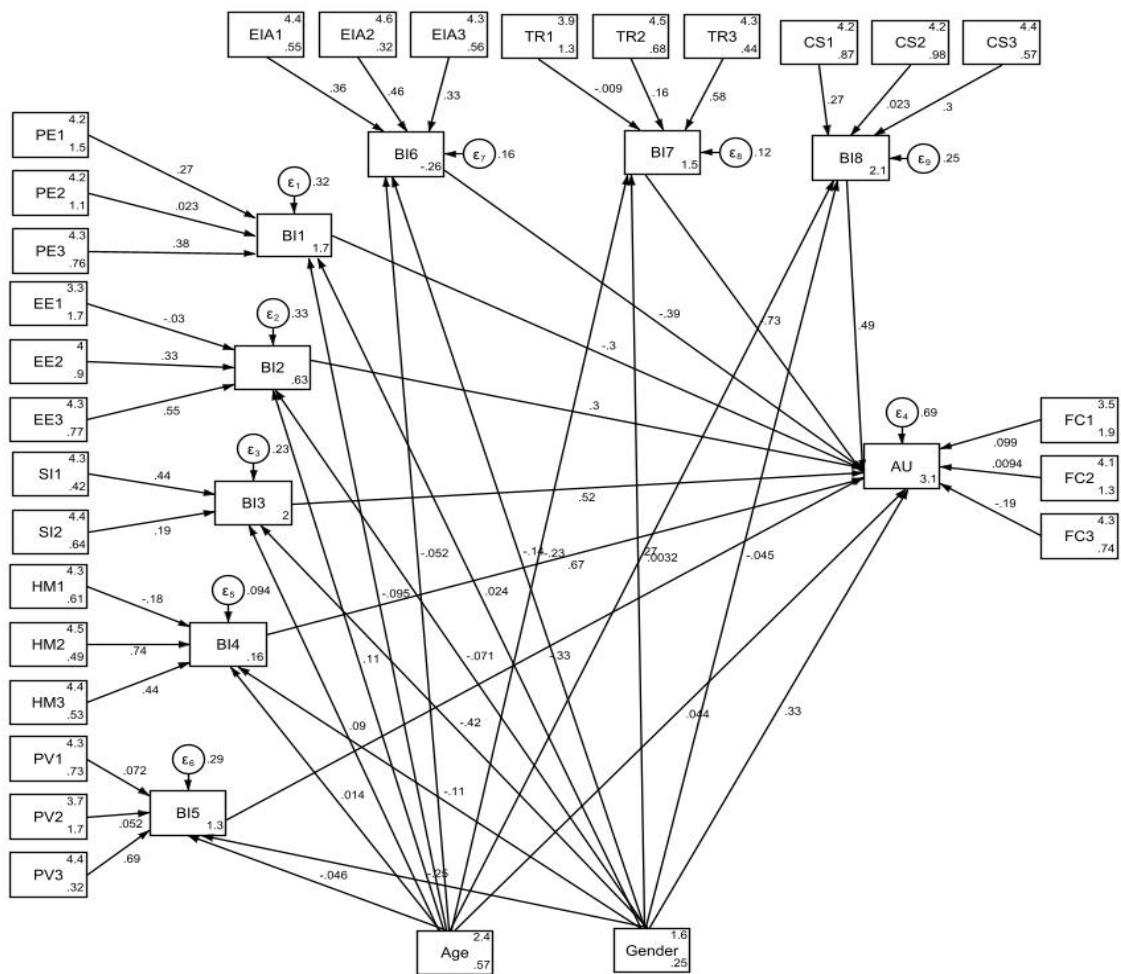 4.4
EIA1
.55
4.6
EIA2
.32
4.3
EIA3
.56
3.9
TR1
1.3
4.5
TR2
.68
4.3
TR3
.44
4.2
CS1
.87
4.2
CS2
.98
4.4
CS3
.57
.36
.46
.33
-.009
.16
.58
.27
.023
.3
BI6
-.26
ε7
.16
BI7
1.5
ε8
.12
BI8
2.1
ε9
.25
4.2
PE1
1.5
.27
4.2
PE2
1.1
.023
4.3
PE3
.76
.38
ε1
.32
BI1
1.7
3.3
EE1
1.7
-.03
4
EE2
.9
.33
4.3
EE3
.77
.55
ε2
.33
BI2
.63
-.39
-.3
-.73
.49
.3
4.3
SI1
.42
.44
4.4
SI2
.64
.19
ε3
.23
BI3
2
.52
ε4
.69
AU
3.1
3.5
FC1
1.9
.099
4.1
FC2
1.3
.0094
4.3
FC3
.74
-.19
4.3
HM1
.61
-.18
4.5
HM2
.49
.74
4.4
HM3
.53
.44
ε5
.094
BI4
.16
-.052
-.14
-.23
.67
.27
.0032
-.045
-.095
.024
.11
-.071
-.33
.09
-.42
.044
.33
4.3
PV1
.73
.072
3.7
PV2
1.7
.052
4.4
PV3
.32
.69
ε6
.29
BI5
1.3
.014
-.11
-.046
-.25
2.4
Age
.57
1.6
Gender
.25